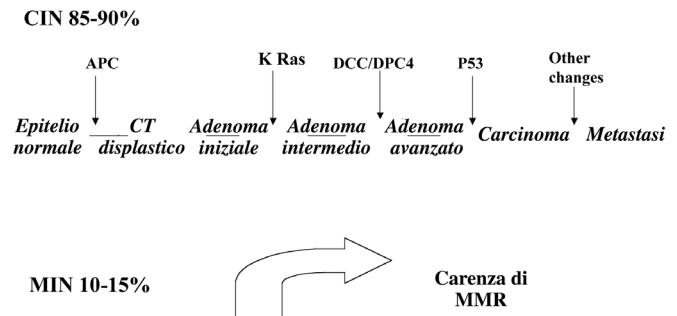 CIN 85-90%
APC
K Ras
DCC/DPC4
P53
Other
changes
Epitelio CT Adenoma Adenoma Adenoma Carcinoma Metastasi
normale displastico iniziale intermedio avanzato
MIN 10-15%
Carenza di
MMR